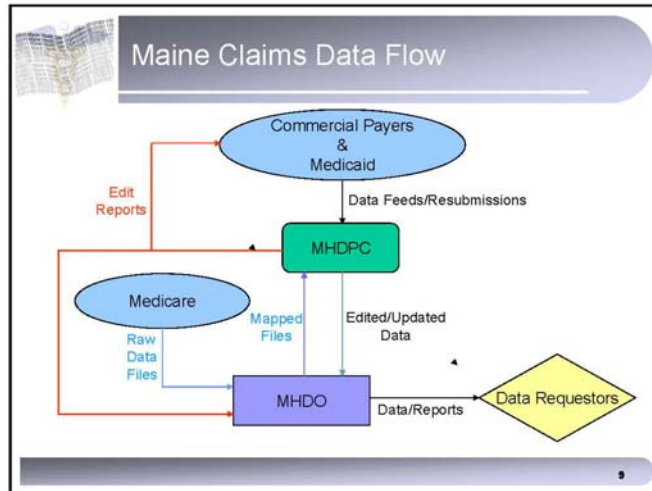 Maine Claims Data Flow
Commercial Payers
&
Medicaid
Edit
Reports
Data Feeds/Resubmissions
MHDPC
Medicare
Mapped
Files
Edited/Updated
Data
Raw
Data
Files
MHDO
Data/Reports
Data Requestors
9